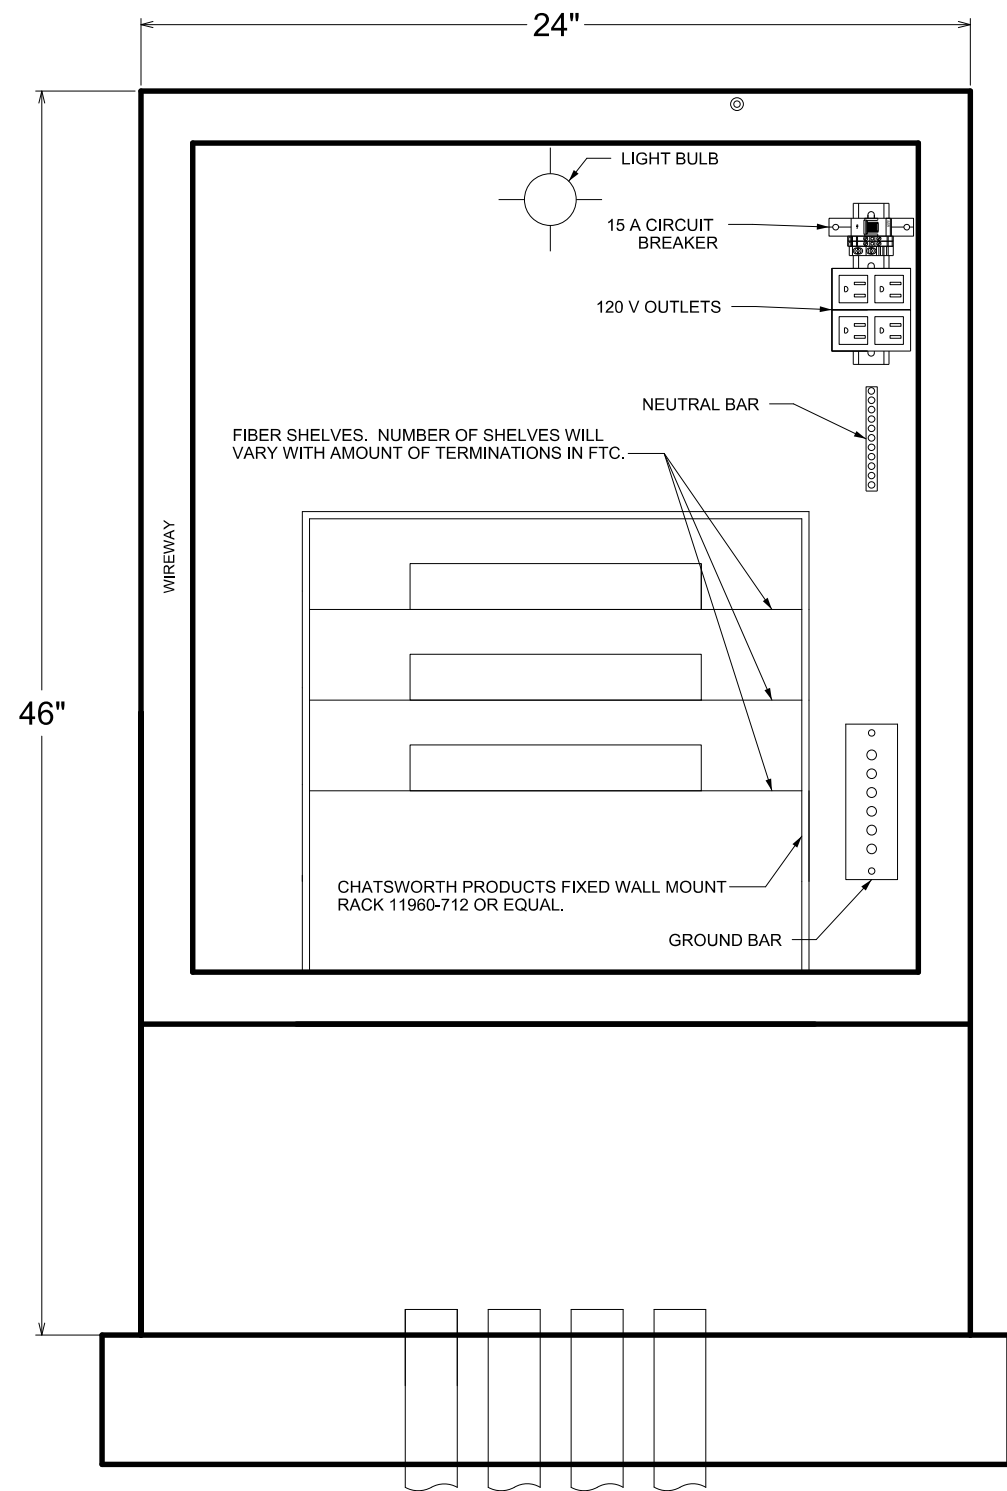 24"
LIGHT BULB
15 A CIRCUIT
BREAKER
120 V OUTLETS
NEUTRAL BAR
FIBER SHELVES.  NUMBER OF SHELVES WILL
VARY WITH AMOUNT OF TERMINATIONS IN FTC.
WIREWAY
46"
CHATSWORTH PRODUCTS FIXED WALL MOUNT
RACK 11960-712 OR EQUAL.
GROUND BAR